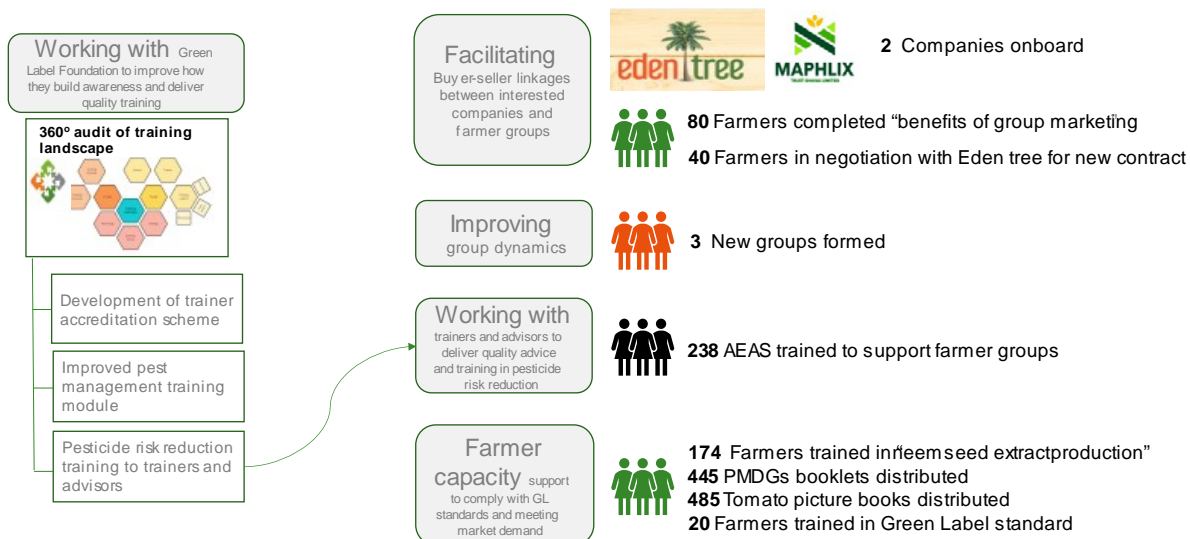 Working with Green
Label Foundation to improve how
they build awareness and deliver
quality training
360º audit of training
landscape
Development of trainer
accreditation scheme
Improved pest
management training
module
Pesticide risk reduction
training to trainers and
advisors
Facilitating
Buyer-seller linkages
between interested
companies and
farmer groups
eden tree
MAPHLIX
TRUST GHANA LIMITED
2 Companies onboard
80 Farmers completed “benefits of group marketing”
40 Farmers in negotiation with Eden tree for new contract
Improving
group dynamics
3 New groups formed
Working with
trainers and advisors to
deliver quality advice
and training in pesticide
risk reduction
238 AEAS trained to support farmer groups
Farmer
capacity support
to comply with GL
standards and meeting
market demand
174 Farmers trained in “neem seed extract production”
445 PMDGs booklets distributed
485 Tomato picture books distributed
20 Farmers trained in Green Label standard